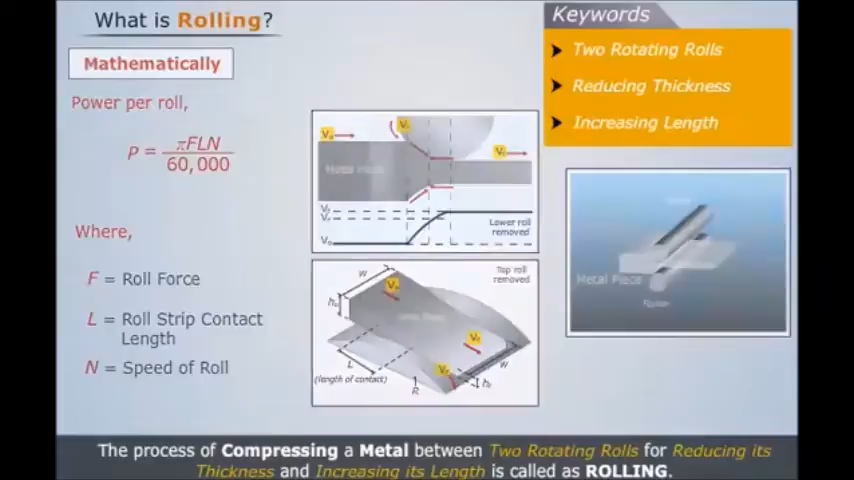 What is Rolling?
Mathematically
Power per roll,
P = πFLN / 60,000
Where,
F = Roll Force
L = Roll Strip Contact
Length
N = Speed of Roll
Keywords
Two Rotating Rolls
Reducing Thickness
Increasing Length
Lower roll
removed
Top roll
removed
w
L
(length of contact)
R
w
Metal Piece
The process of Compressing a Metal between Two Rotating Rolls for Reducing its
Thickness and Increasing its Length is called as ROLLING.